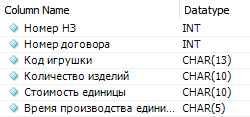 Column Name Datatype
Номер НЗ INT
Номер договора INT
Код игрушки CHAR(13)
Количество изделий CHAR(10)
Стоимость единицы CHAR(10)
Время производства едини... CHAR(5)